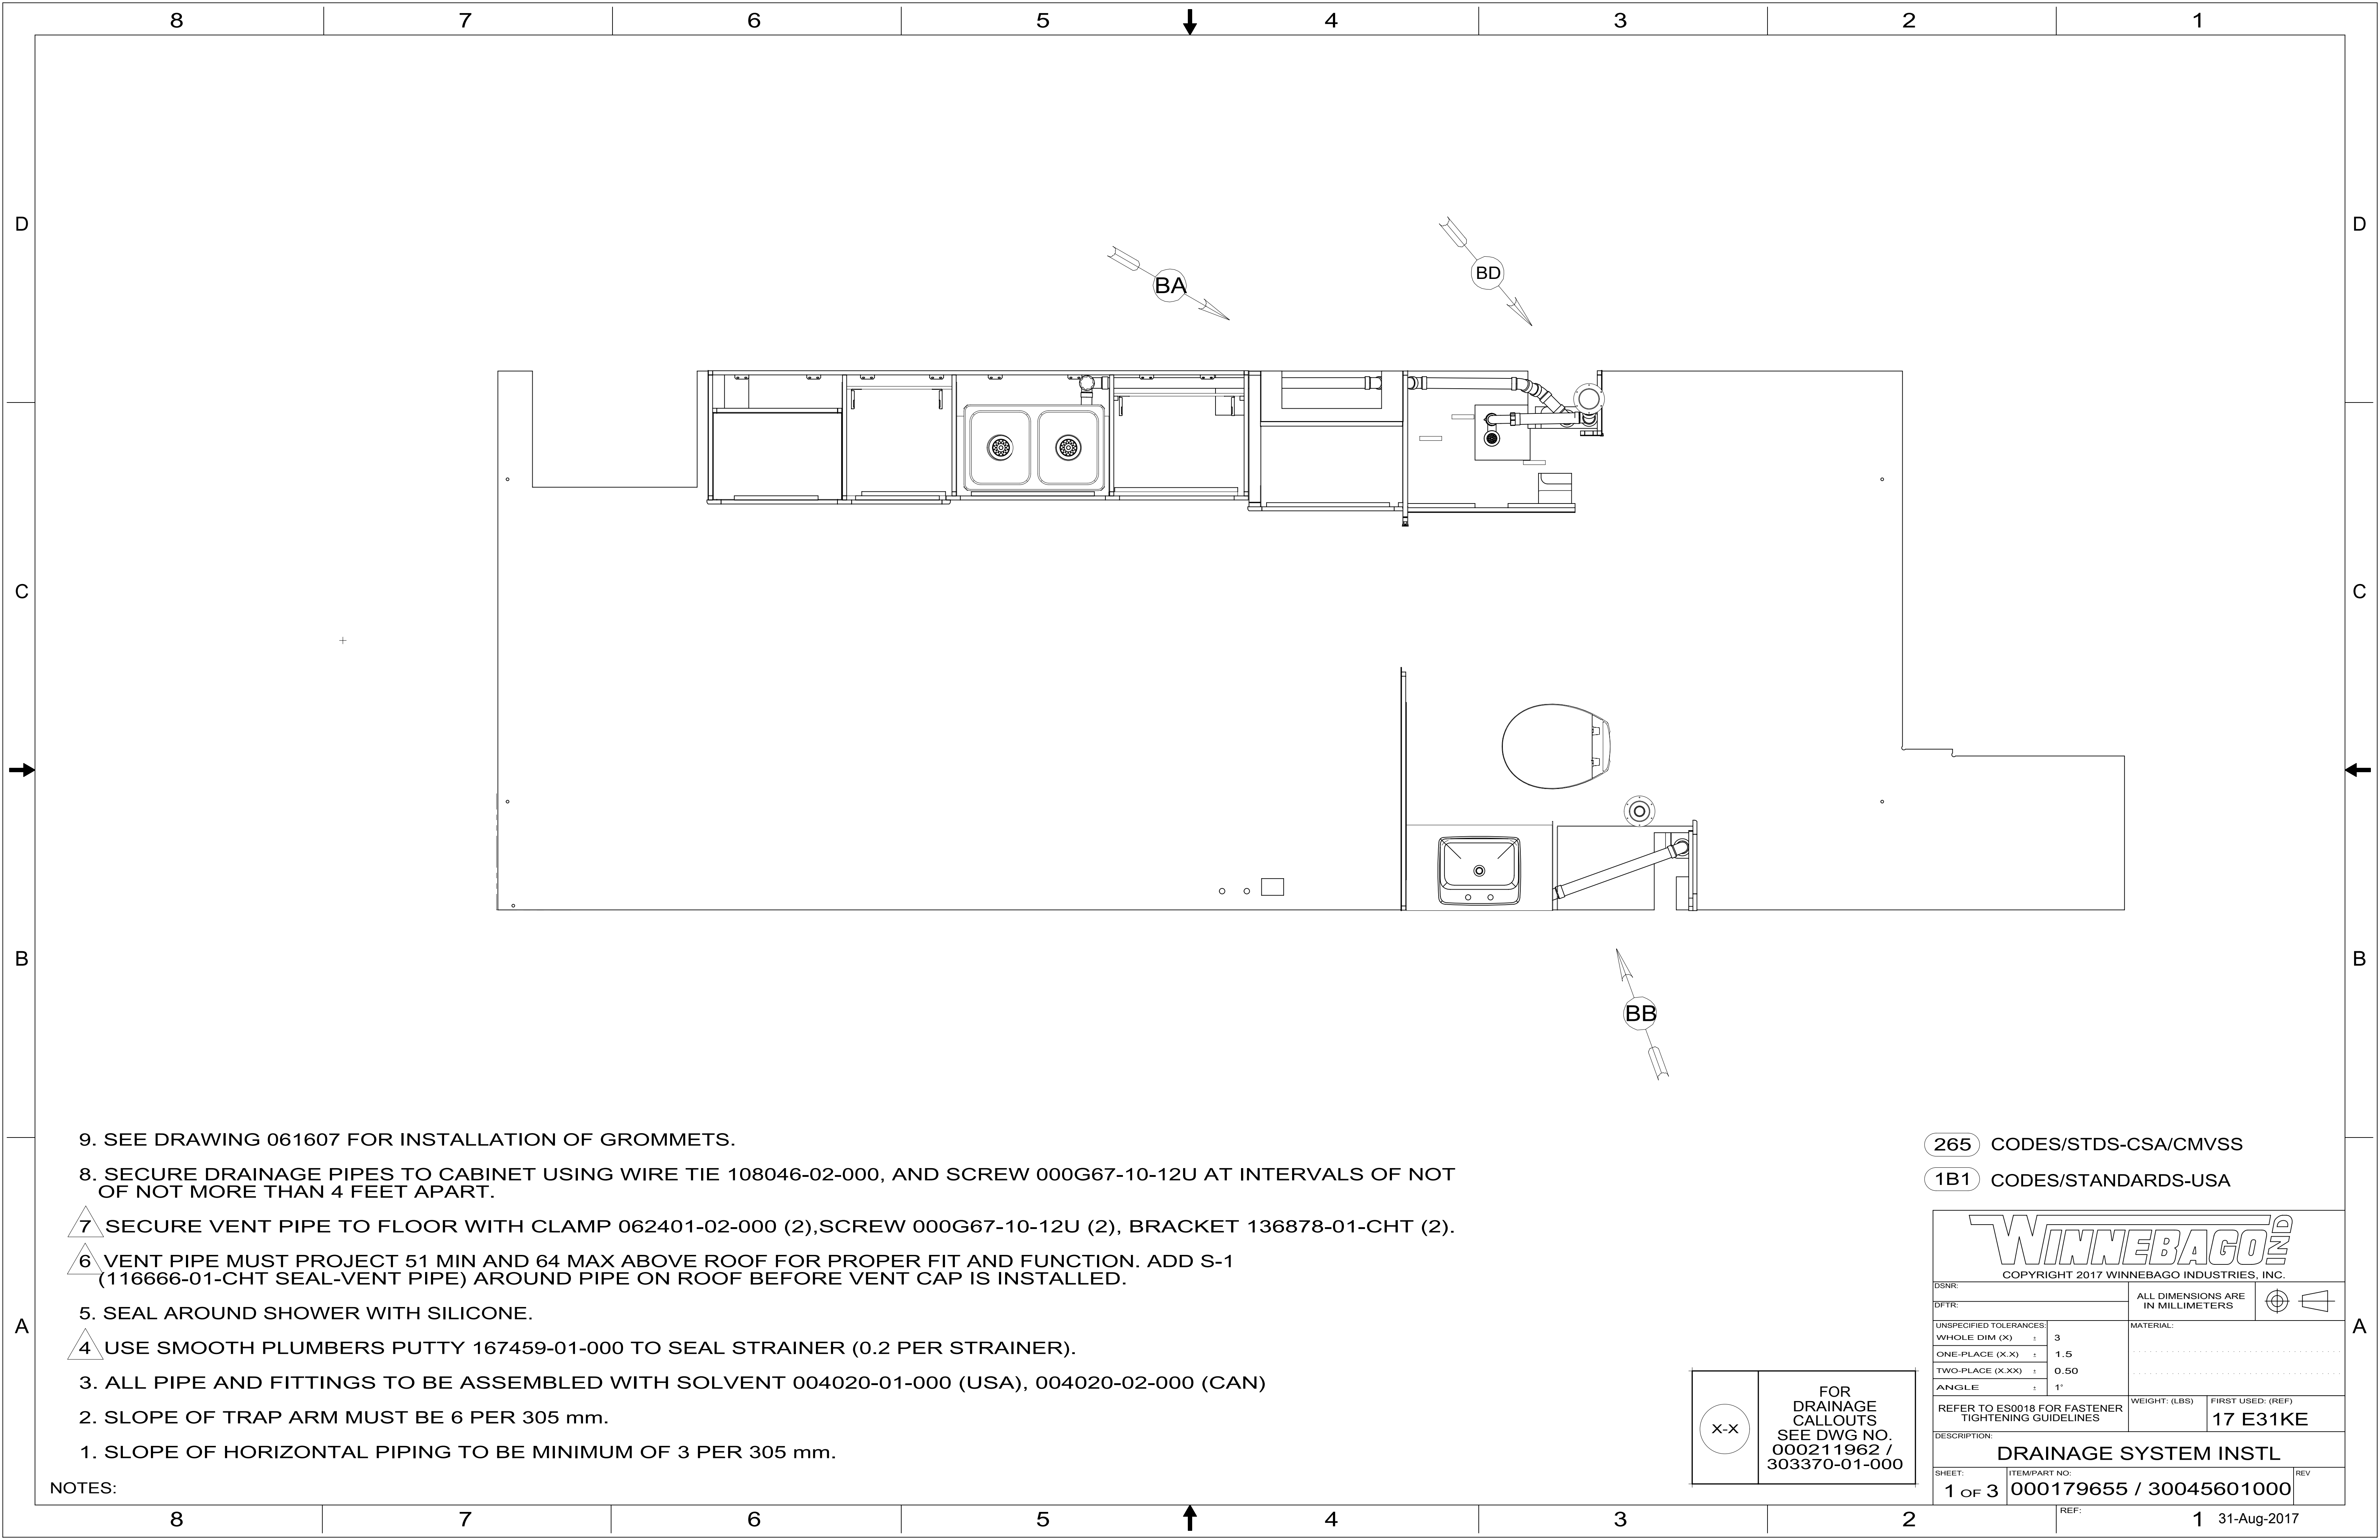 8 7 6 5 4 3 2 1
D D
BA
BD
C C
B B
BB
9. SEE DRAWING 061607 FOR INSTALLATION OF GROMMETS.
8. SECURE DRAINAGE PIPES TO CABINET USING WIRE TIE 108046-02-000, AND SCREW 000G67-10-12U AT INTERVALS OF NOT
OF NOT MORE THAN 4 FEET APART.
7 SECURE VENT PIPE TO FLOOR WITH CLAMP 062401-02-000 (2),SCREW 000G67-10-12U (2), BRACKET 136878-01-CHT (2).
6 VENT PIPE MUST PROJECT 51 MIN AND 64 MAX ABOVE ROOF FOR PROPER FIT AND FUNCTION. ADD S-1
(116666-01-CHT SEAL-VENT PIPE) AROUND PIPE ON ROOF BEFORE VENT CAP IS INSTALLED.
5. SEAL AROUND SHOWER WITH SILICONE.
4 USE SMOOTH PLUMBERS PUTTY 167459-01-000 TO SEAL STRAINER (0.2 PER STRAINER).
3. ALL PIPE AND FITTINGS TO BE ASSEMBLED WITH SOLVENT 004020-01-000 (USA), 004020-02-000 (CAN)
2. SLOPE OF TRAP ARM MUST BE 6 PER 305 mm.
1. SLOPE OF HORIZONTAL PIPING TO BE MINIMUM OF 3 PER 305 mm.
NOTES:
A A
265 CODES/STDS-CSA/CMVSS
1B1 CODES/STANDARDS-USA
X-X
FOR
DRAINAGE
CALLOUTS
SEE DWG NO.
000211962 /
303370-01-000
WINNEBAGO IND
COPYRIGHT 2017 WINNEBAGO INDUSTRIES, INC.
DSNR:
DFTR:
ALL DIMENSIONS ARE
IN MILLIMETERS
UNSPECIFIED TOLERANCES:
WHOLE DIM (X) ± 3
ONE-PLACE (X.X) ± 1.5
TWO-PLACE (X.XX) ± 0.50
ANGLE ± 1°
MATERIAL:
REFER TO ES0018 FOR FASTENER
TIGHTENING GUIDELINES
WEIGHT: (LBS)
FIRST USED: (REF)
17 E31KE
DESCRIPTION:
DRAINAGE SYSTEM INSTL
SHEET:
1 OF 3
ITEM/PART NO:
000179655 / 30045601000
REV
REF:
8 7 6 5 4 3 2 1
31-Aug-2017